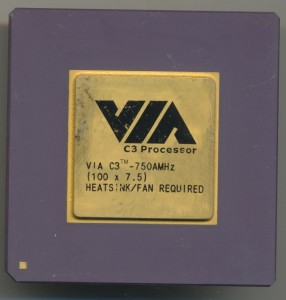 VIA
C3 Processor
VIA C3™-750AMHz
(100 x 7.5)
HEATSINK/FAN REQUIRED